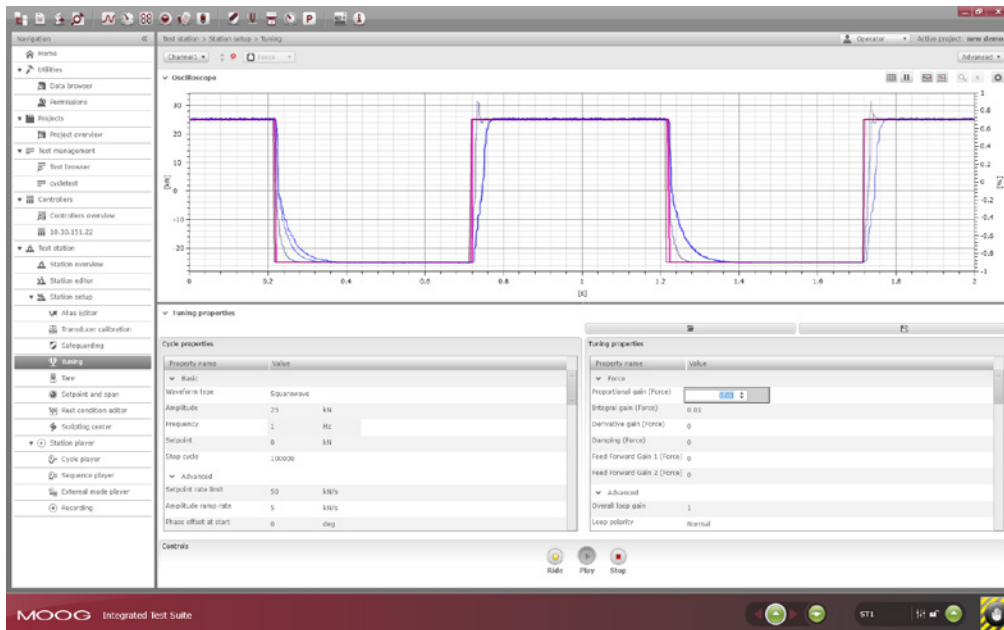 Navigation
Test station > Station setup > Tuning
Operator
Active project: new demo
Home
Utilities
Data browser
Permissions
Projects
Project overview
Test management
Test browser
cycletest
Controllers
Controllers overview
10.30.151.22
Test station
Station overview
Station editor
Station setup
Alias Editor
Transducer calibration
Safeguarding
Tuning
Tare
Setpoint and span
Rest condition editor
Scripting center
Station player
Cycle player
Sequence player
External mode player
Recording
Channel1
Force
Advanced
Oscilloscope
30
20
10
0
-10
-20
[kN]
1
0.8
0.6
0.4
0.2
0
-0.2
-0.4
-0.6
-0.8
-1
0 0.2 0.4 0.6 0.8 1 1.2 1.4 1.6 1.8 2
Tuning properties
Cycle properties
Property name Value
Basic
Waveform type Squarewave
Amplitude 25 kN
Frequency 1 Hz
Setpoint 0 kN
Stop cycle 100000
Advanced
Setpoint rate limit 50 kN/s
Amplitude ramp rate 5 kN/s
Phase offset at start 0 deg
Tuning properties
Property name Value
Force
Proportional gain (Force)
Integral gain (Force) 0.01
Derivative gain (Force) 0
Damping (Force) 0
Feed Forward Gain 1 (Force) 0
Feed Forward Gain 2 (Force) 0
Advanced
Overall loop gain 1
Loop polarity Normal
Controls
Ride Play Stop
MOOG Integrated Test Suite
ST1